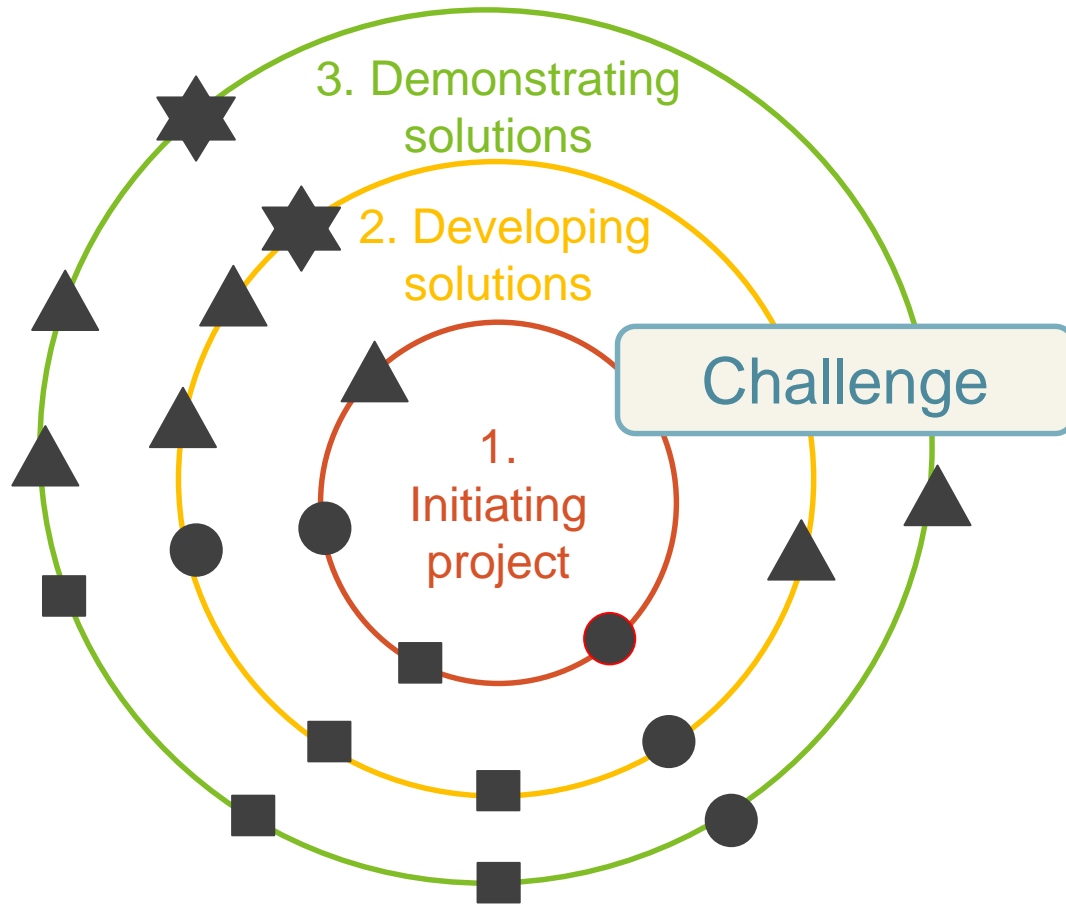 3. Demonstrating
solutions
2. Developing
solutions
Challenge
1.
Initiating
project